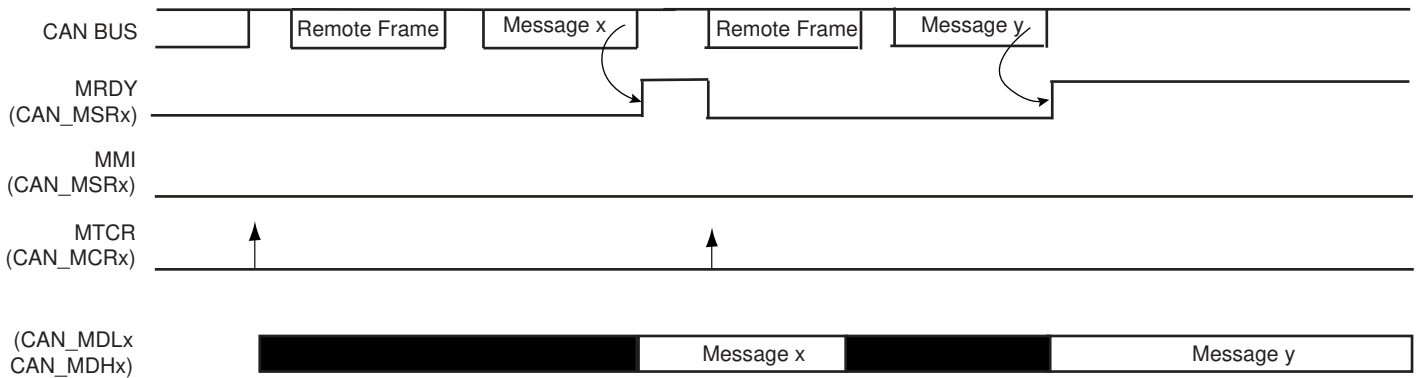 CAN BUS
Remote Frame
Message x
Remote Frame
Message y
MRDY
(CAN_MSRx)
MMI
(CAN_MSRx)
MTCR
(CAN_MCRx)
(CAN_MDLx
CAN_MDHx)
Message x
Message y